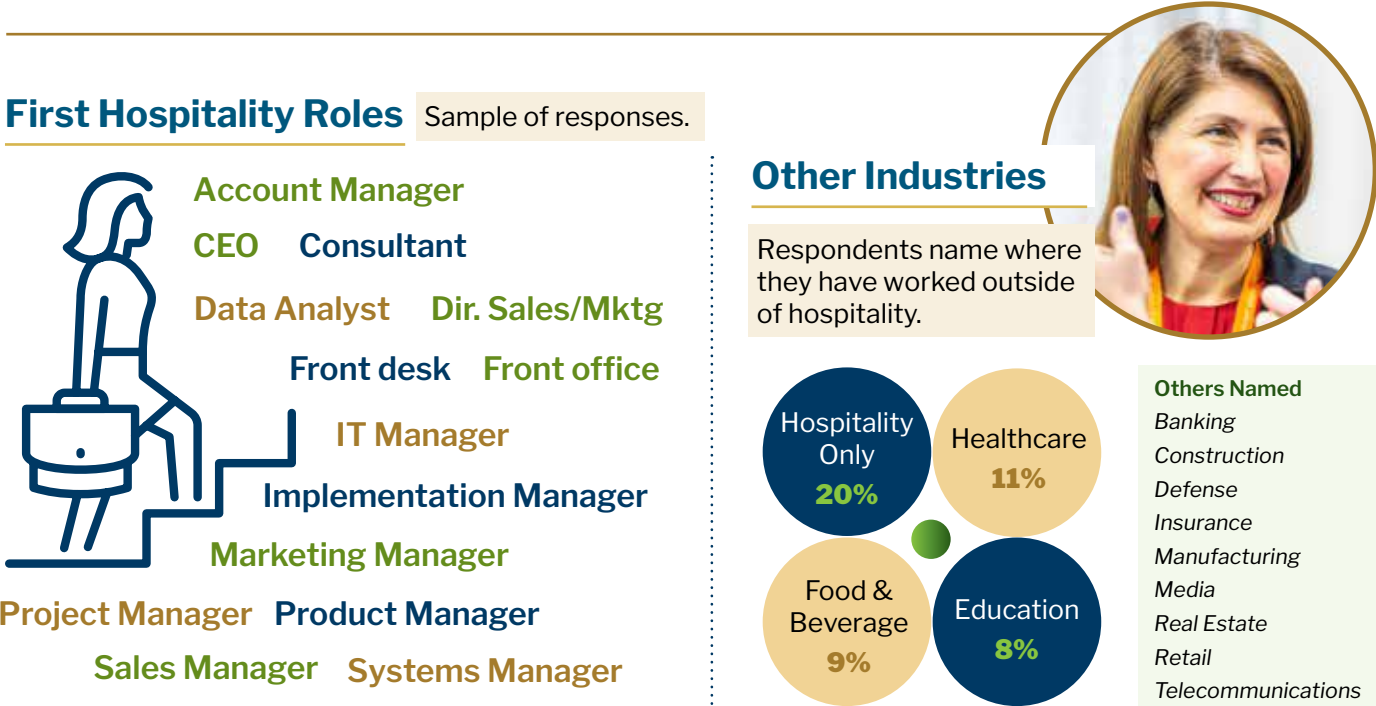 First Hospitality Roles
Sample of responses.
Account Manager
CEO Consultant
Data Analyst Dir. Sales/Mktg
Front desk Front office
IT Manager
Implementation Manager
Marketing Manager
Project Manager Product Manager
Sales Manager Systems Manager
Other Industries
Respondents name where
they have worked outside
of hospitality.
Hospitality
Only
20%
Healthcare
11%
Food &
Beverage
9%
Education
8%
Others Named
Banking
Construction
Defense
Insurance
Manufacturing
Media
Real Estate
Retail
Telecommunications